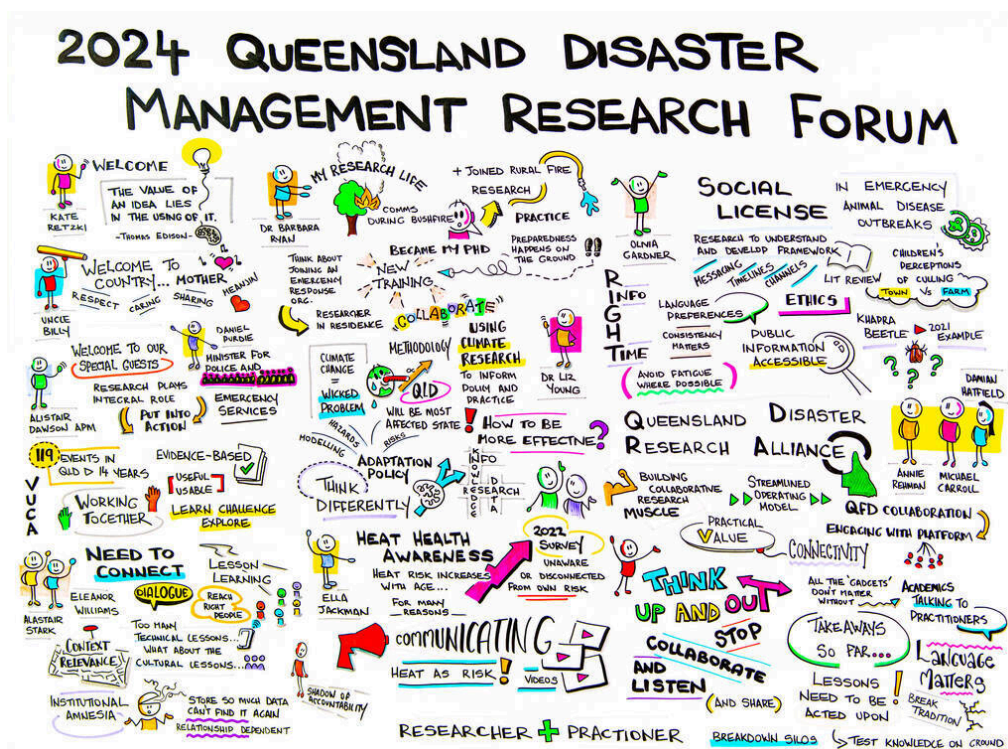 2024 QUEENSLAND DISASTER
MANAGEMENT RESEARCH FORUM
WELCOME
KATE
RETZKI
THE VALUE OF
AN IDEA LIES
IN THE USING OF IT.
-THOMAS EDISON-
UNCLE
BILLY
WELCOME TO
COUNTRY... MOTHER
RESPECT CARING SHARING
MEANJIN
ALISTAIR
DAWSON APM
WELCOME TO OUR
SPECIAL GUESTS
RESEARCH PLAYS
INTEGRAL ROLE
PUT INTO
ACTION
DANIEL
PURDIE
MINISTER FOR
POLICE AND
EMERGENCY
SERVICES
119 EVENTS IN
QLD 14 YEARS
VUCA
WORKING
TOGETHER
EVIDENCE-BASED
USEFUL
USABLE
LEARN CHALLENGE
EXPLORE
ALASTAIR
STARK
ELEANOR
WILLIAMS
NEED TO
CONNECT
LESSON
LEARNING
DIALOGUE
REACH
RIGHT
PEOPLE
TOO MANY
TECHNICAL LESSONS...
WHAT ABOUT THE
CULTURAL LESSONS...
CONTEXT
RELEVANCE
INSTITUTIONAL
AMNESIA
STORE SO MUCH DATA
CAN'T FIND IT AGAIN
RELATIONSHIP DEPENDENT
SHADOW OF
ACCOUNTABILITY
DR BARBARA
RYAN
MY RESEARCH LIFE
COMMS
DURING BUSHFIRE
+ JOINED RURAL FIRE
RESEARCH
PRACTICE
BECAME MY PHD
PREPAREDNESS
HAPPENS ON
THE GROUND
THINK ABOUT
JOINING AN
EMERGENCY
RESPONSE
ORG.
NEW
TRAINING
RESEARCHER
IN RESIDENCE
COLLABORATE
DR LIZ
YOUNG
METHODOLOGY
USING
CLIMATE
RESEARCH
TO INFORM
POLICY AND
PRACTICE
CLIMATE
CHANGE
=
WICKED
PROBLEM
QLD
WILL BE MOST
AFFECTED STATE!
HOW TO BE
MORE EFFECTIVE?
MODELLING
HAZARDS
RISKS
ADAPTATION
POLICY
THINK
DIFFERENTLY
KNOWLEDGE
INFO
RESEARCH
DATA
ELLA
JACKMAN
HEAT HEALTH
AWARENESS
HEAT RISK INCREASES
WITH AGE...
FOR MANY
REASONS
2022
SURVEY
UNAWARE
OR DISCONNECTED
FROM OWN RISK
COMMUNICATING
HEAT AS RISK!
VIDEOS
RESEARCHER + PRACTIONER
OLIVIA
GARDNER
SOCIAL
LICENSE
IN EMERGENCY
ANIMAL DISEASE
OUTBREAKS
RESEARCH TO UNDERSTAND
AND DEVELOP FRAMEWORK
MESSAGING TIMELINES CHANNELS
LIT REVIEW
CHILDREN'S
PERCEPTIONS
OF CULLING
TOWN VS FARM
RIGHT
INFO
TIME
LANGUAGE
PREFERENCES
CONSISTENCY
MATTERS
ETHICS
PUBLIC
INFORMATION
ACCESSIBLE
AVOID FATIGUE
WHERE POSSIBLE
KHAPRA
BEETLE
2021
EXAMPLE
???
QUEENSLAND DISASTER
RESEARCH ALLIANCE
ANNIE
REHMAN
MICHAEL
CARROLL
DAMIAN
HATFIELD
BUILDING
COLLABORATIVE
RESEARCH
MUSCLE
STREAMLINED
OPERATING
MODEL
QFD COLLABORATION
ENGAGING WITH PLATFORM
PRACTICAL
VALUE
CONNECTIVITY
THINK
UP AND OUT
STOP
COLLABORATE
AND
LISTEN
(AND SHARE)
ALL THE 'GADGETS'
DON'T MATTER
WITHOUT
ACADEMICS
TALKING TO
PRACTITIONERS
TAKEAWAYS
SO FAR...
LANGUAGE
MATTERS
LESSONS
NEED TO BE
ACTED UPON!
BREAK
TRADITION
BREAKDOWN SILOS
TEST KNOWLEDGE ON GROUND